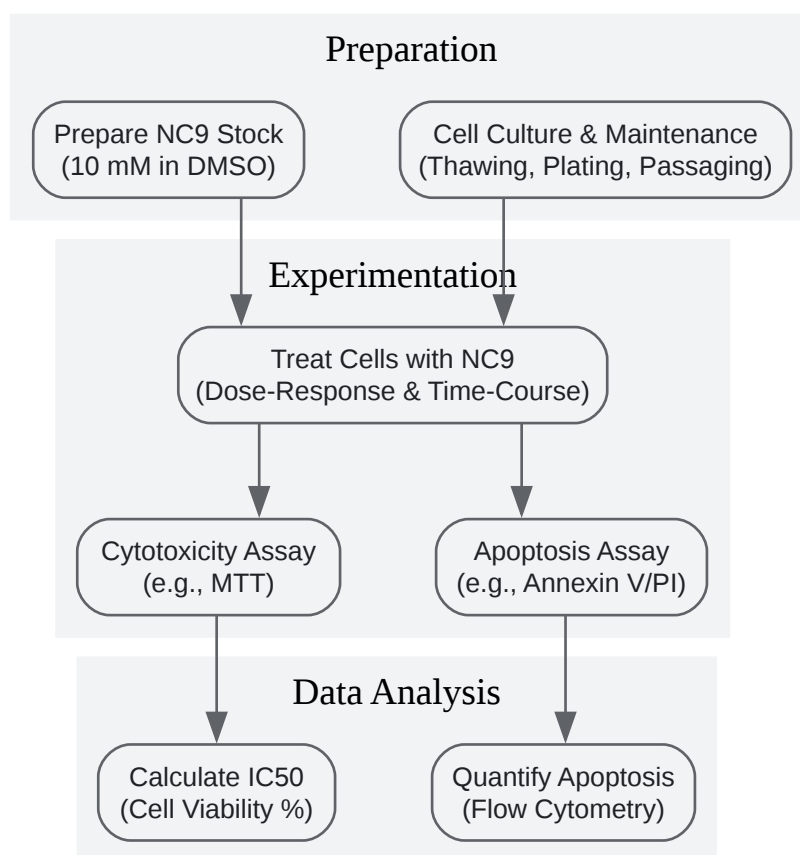 Preparation
Prepare NC9 Stock
(10 mM in DMSO)
Cell Culture & Maintenance
(Thawing, Plating, Passaging)
Experimentation
Treat Cells with NC9
(Dose-Response & Time-Course)
Cytotoxicity Assay
(e.g., MTT)
Apoptosis Assay
(e.g., Annexin V/PI)
Data Analysis
Calculate IC50
(Cell Viability %)
Quantify Apoptosis
(Flow Cytometry)